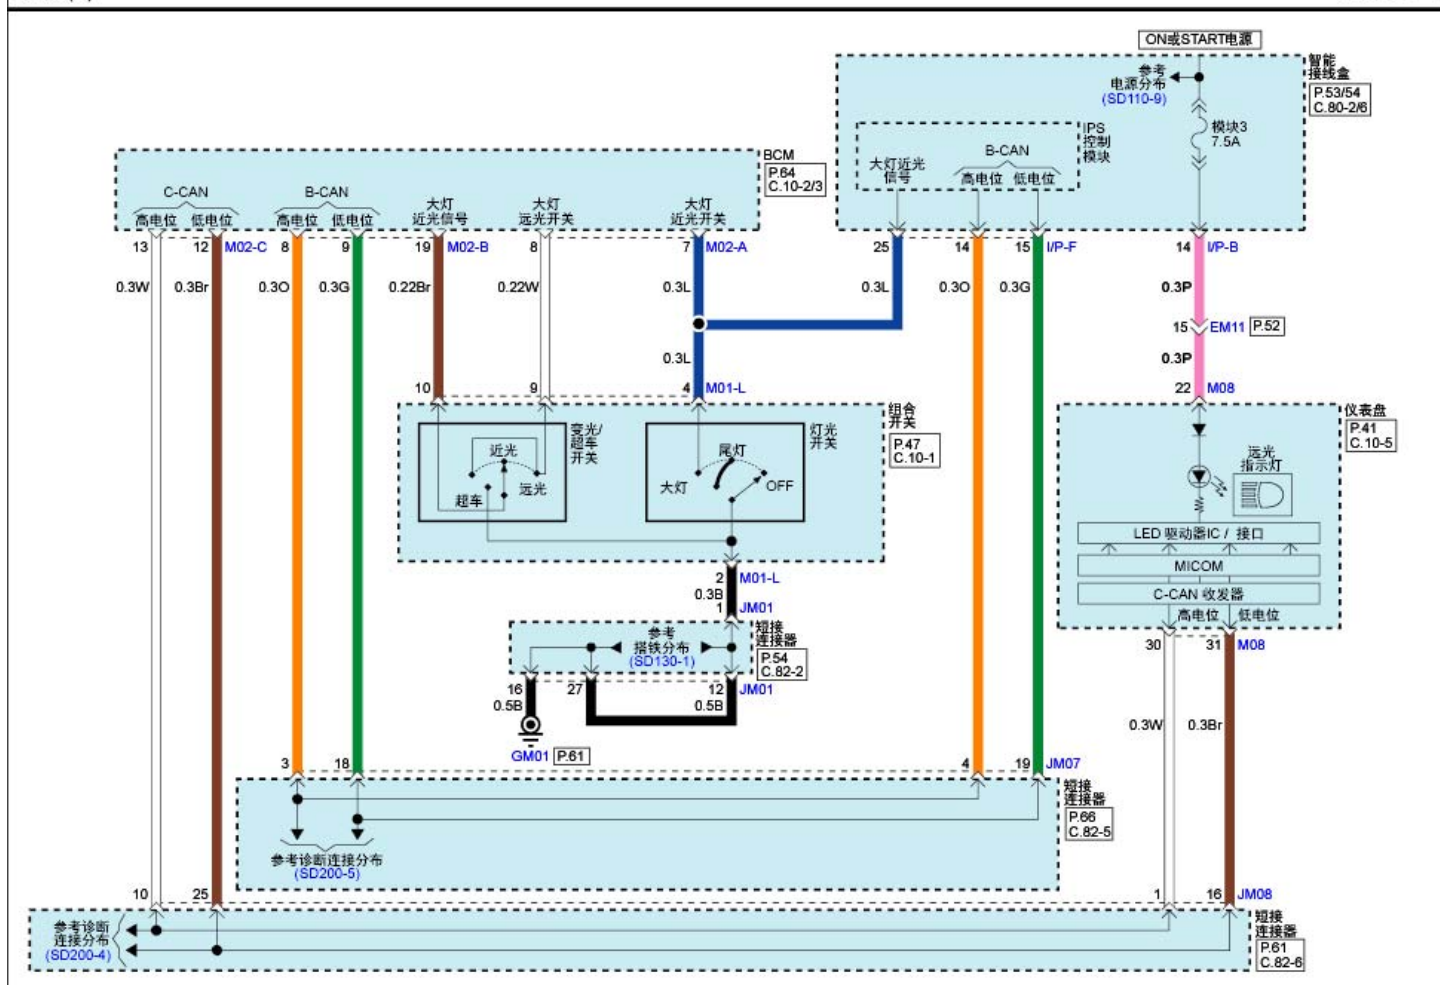 ON或START电源
智能
接线盒
P.53/54
C.80-2/6
参考
电源分布
(SD110-9)
模块3
7.5A
IPS
控制
模块
B-CAN
大灯近光
信号
高电位 低电位
BCM
P.64
C.10-2/3
C-CAN
高电位 低电位
B-CAN
高电位 低电位
大灯
近光信号
大灯
远光开关
大灯
近光开关
13 12 M02-C 8 9 19 M02-B 8 7 M02-A 25 14 15 I/P-F 14 I/P-B
0.3W 0.3Br 0.3O 0.3G 0.22Br 0.22W 0.3L 0.3L 0.3O 0.3G 0.3P
15 EM11 P.52
0.3L 0.3P
10 9 4 M01-L 22 M08
组合
开关
P.47
C.10-1
变光/
超车
开关
近光
超车 远光
灯光
开关
尾灯
大灯 OFF
仪表盘
P.41
C.10-5
远光
指示灯
LED 驱动器IC / 接口
MICOM
C-CAN 收发器
高电位 低电位
2 M01-L
0.3B
1 JM01
短接
连接器
P.54
C.82-2
参考
搭铁分布
(SD130-1)
30 31 M08
16 27 12 JM01
0.5B 0.5B
0.3W 0.3Br
GM01 P.61
3 18 4 19 JM07
短接
连接器
P.66
C.82-5
参考诊断连接分布
(SD200-5)
10 25 1 16 JM08
参考诊断
连接分布
(SD200-4)
短接
连接器
P.61
C.82-6